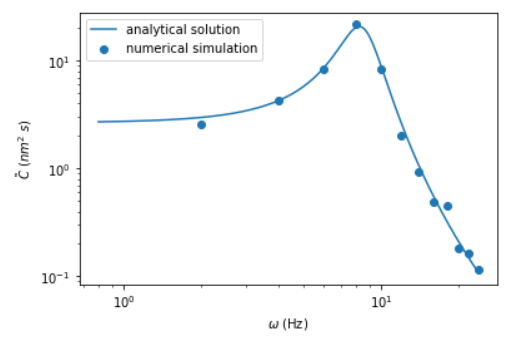 analytical solution
numerical simulation
10¹
10⁰
10⁻¹
C̃ (nm² s)
10⁰
10¹
ω (Hz)